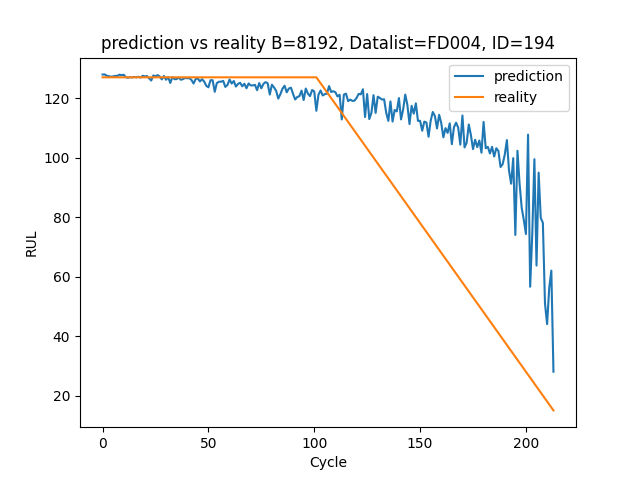 prediction vs reality B=8192, Datalist=FD004, ID=194
prediction
reality
RUL
120
100
80
60
40
20
0
50
100
150
200
Cycle